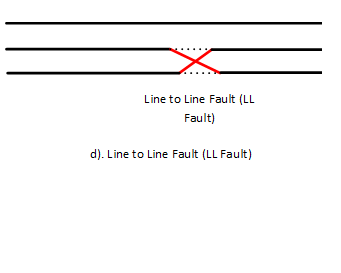 Line to Line Fault (LL
Fault)
d). Line to Line Fault (LL Fault)